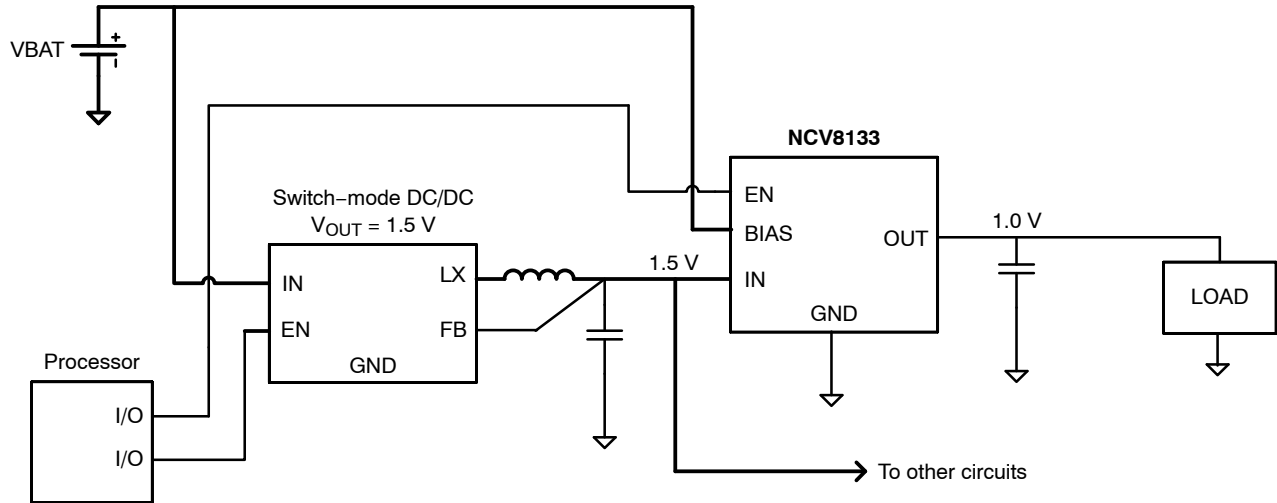 VBAT
+
NCV8133
Switch−mode DC/DC
VOUT = 1.5 V
EN
BIAS
OUT
1.0 V
IN
LX
1.5 V
IN
EN
FB
GND
GND
LOAD
Processor
I/O
I/O
To other circuits